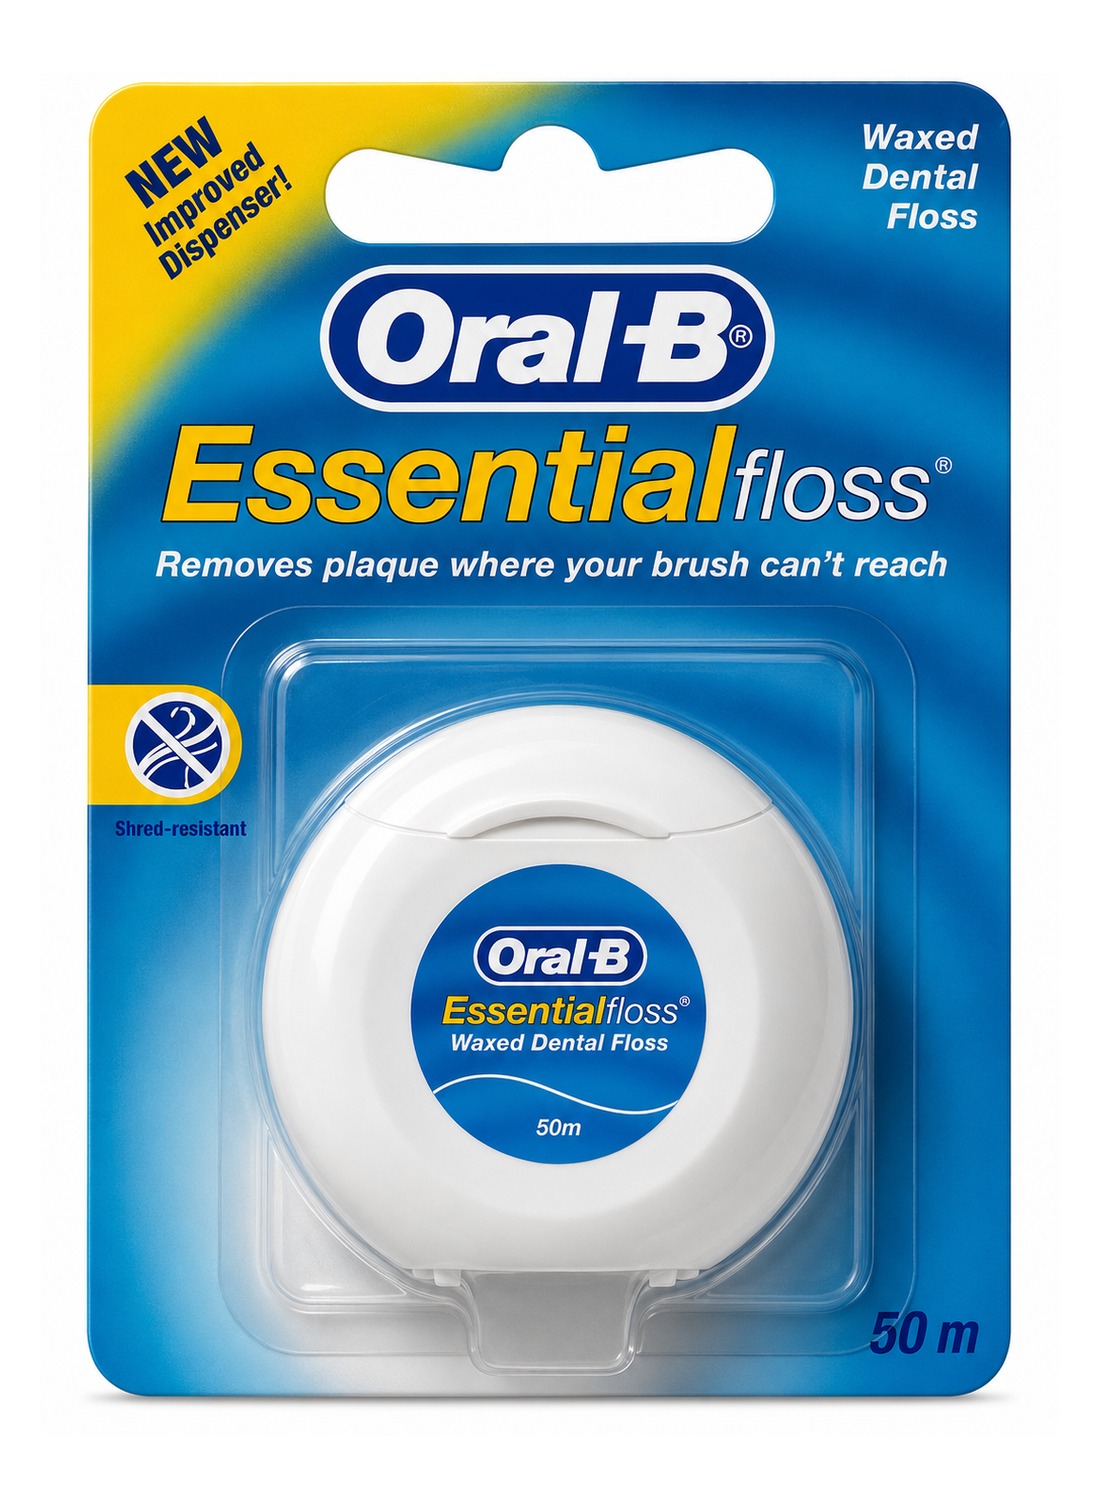 NEW
Improved
Dispenser!
Waxed
Dental
Floss
Oral-B®
Essentialfloss®
Removes plaque where your brush can't reach
Shred-resistant
Oral-B
Essentialfloss®
Waxed Dental Floss
50m
50 m